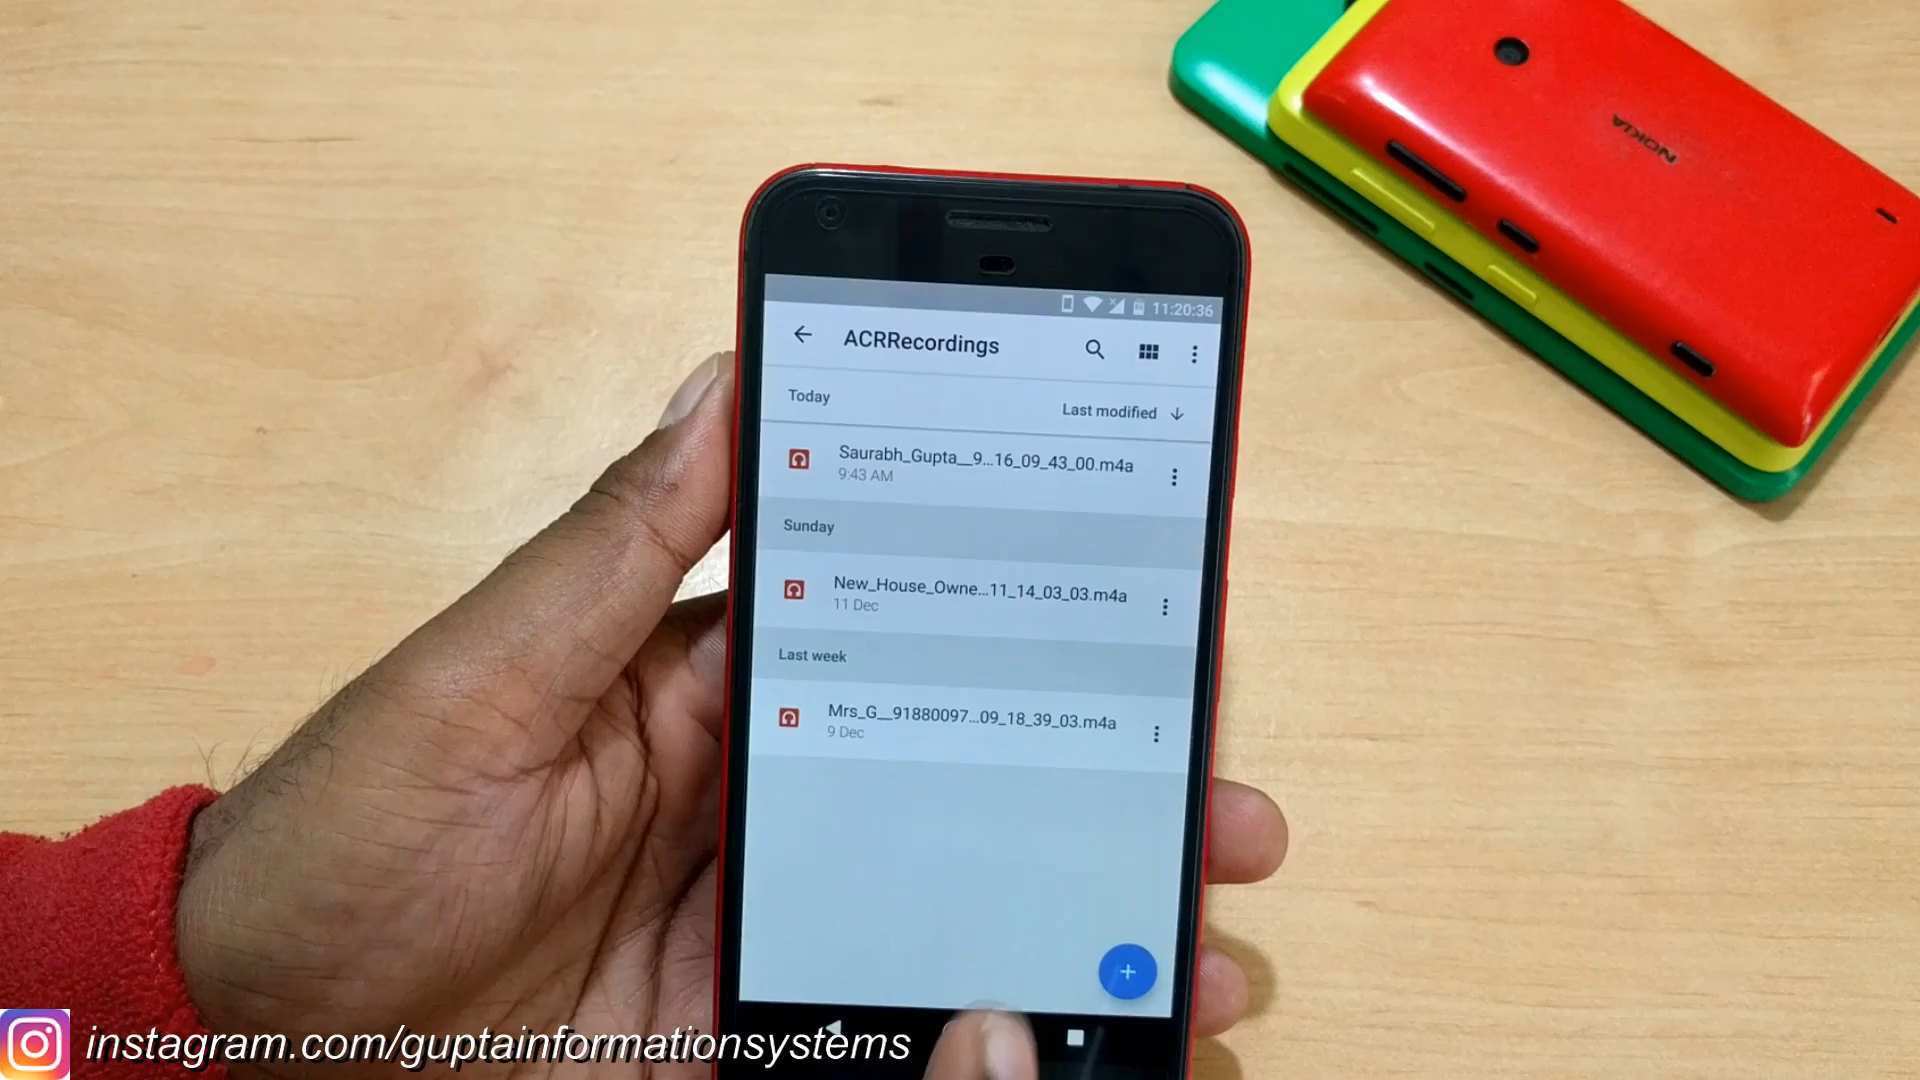 NOKIA
11:20:36
ACRRecordings
Today
Last modified
Saurabh_Gupta__9...16_09_43_00.m4a
9:43 AM
Sunday
New_House_Owne...11_14_03_03.m4a
11 Dec
Last week
Mrs_G__91880097...09_18_39_03.m4a
9 Dec
instagram.com/guptainformationsystems